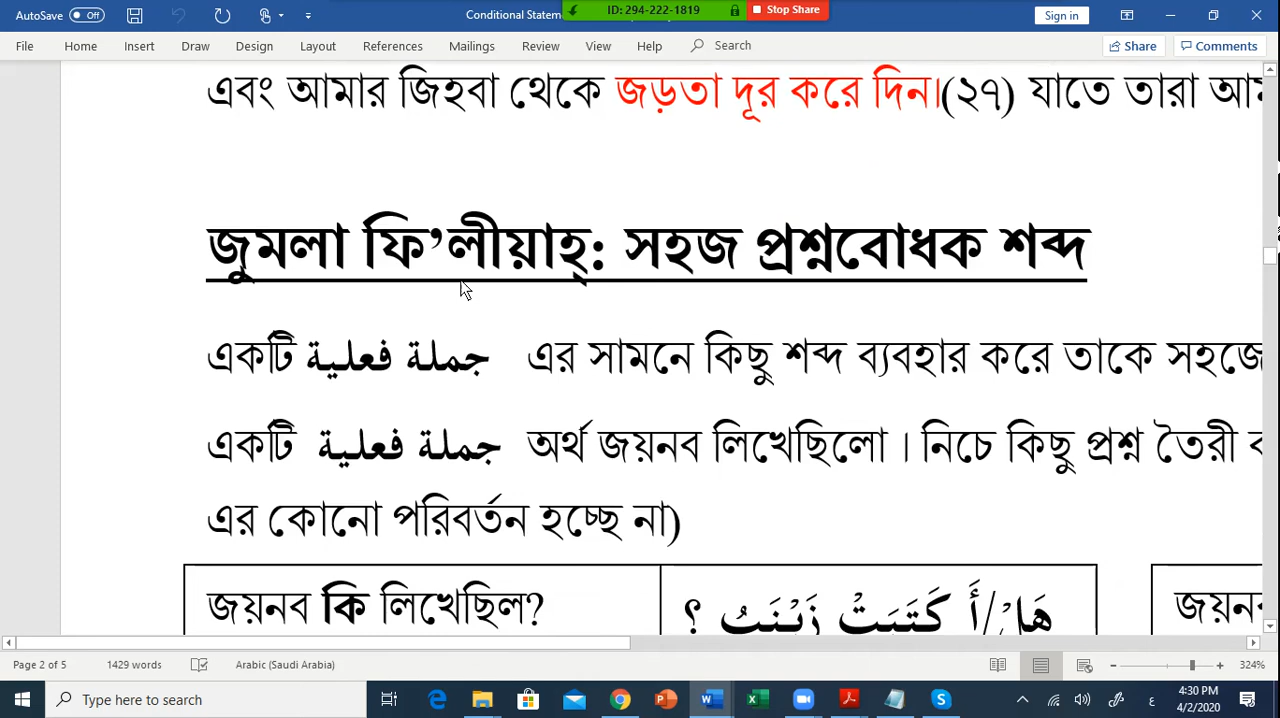 AutoSave Off
Conditional Statem
ID: 294-222-1819
Stop Share
Sign in
File Home Insert Draw Design Layout References Mailings Review View Help Search
Share Comments
এবং আমার জিহবা থেকে জড়তা দূর করে দিন।(২৭) যাতে তারা আম
জুমলা ফি’লীয়াহ্: সহজ প্রশ্নবোধক শব্দ
একটি جملة فعلية এর সামনে কিছু শব্দ ব্যবহার করে তাকে সহজে
একটি جملة فعلية অর্থ জয়নব লিখেছিলো । নিচে কিছু প্রশ্ন তৈরী
এর কোনো পরিবর্তন হচ্ছে না)
জয়নব কি লিখেছিল?
هَلْ/أَ كَتَبَتْ زَيْنَبُ ؟
জয়নব
Page 2 of 5 1429 words Arabic (Saudi Arabia) 324%
Type here to search
ع
4:30 PM
4/2/2020